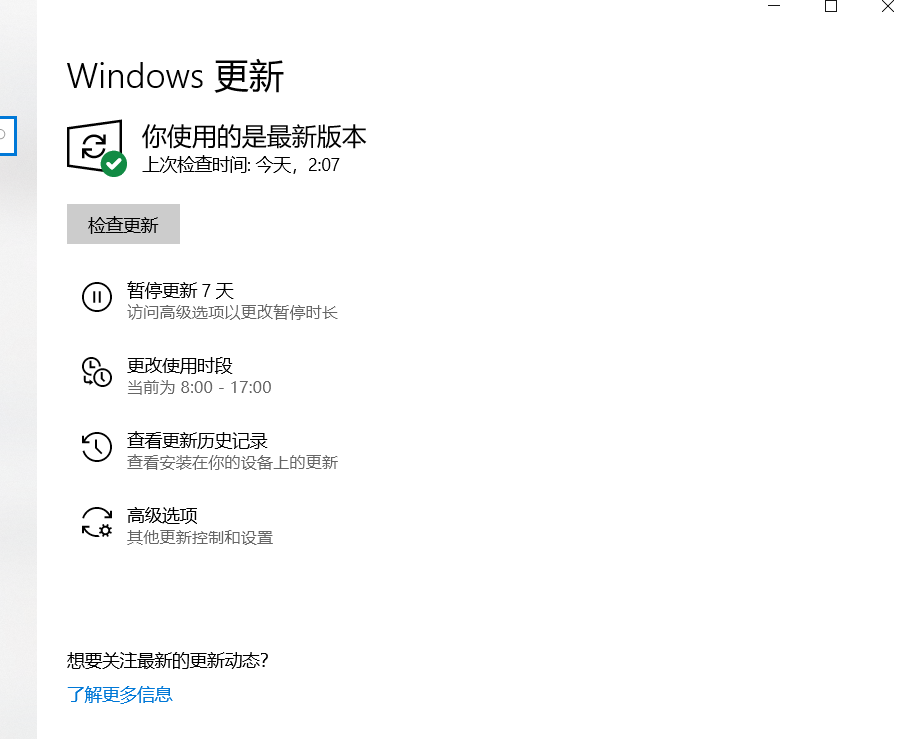 Windows 更新
你使用的是最新版本
上次检查时间: 今天，2:07
检查更新
暂停更新 7 天
访问高级选项以更改暂停时长
更改使用时段
当前为 8:00 - 17:00
查看更新历史记录
查看安装在你的设备上的更新
高级选项
其他更新控制和设置
想要关注最新的更新动态?
了解更多信息